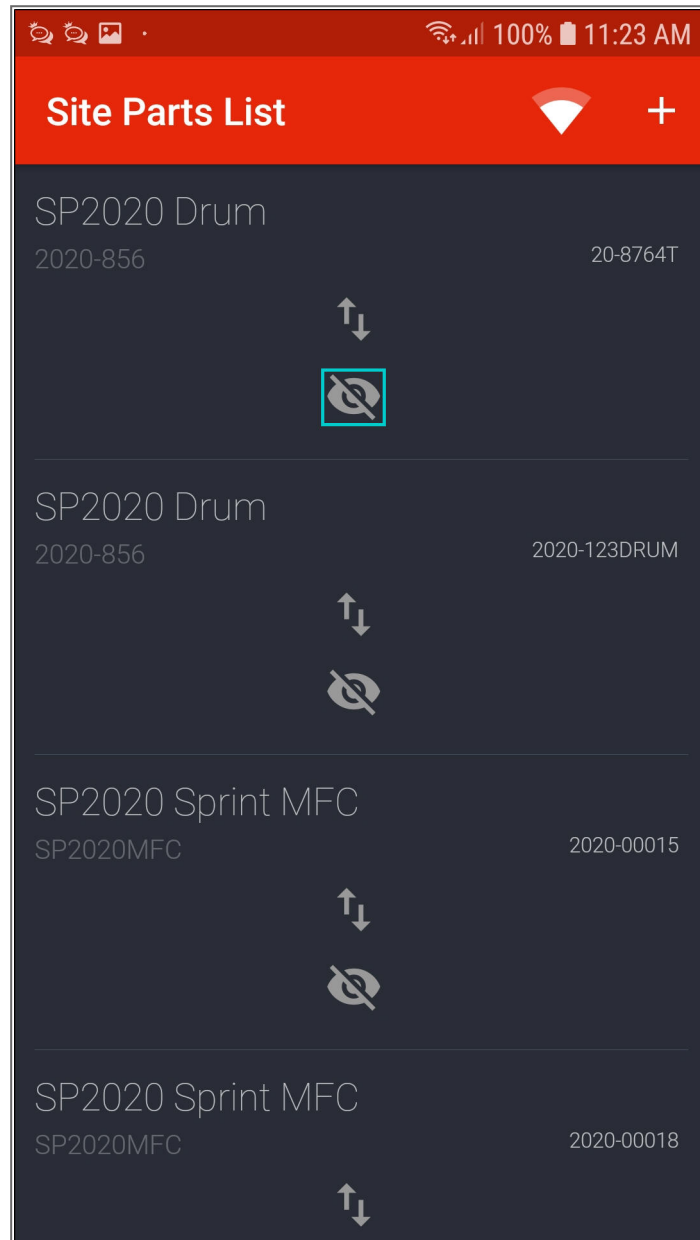 100% 11:23 AM
Site Parts List +
SP2020 Drum
2020-856 20-8764T
SP2020 Drum
2020-856 2020-123DRUM
SP2020 Sprint MFC
SP2020MFC 2020-00015
SP2020 Sprint MFC
SP2020MFC 2020-00018